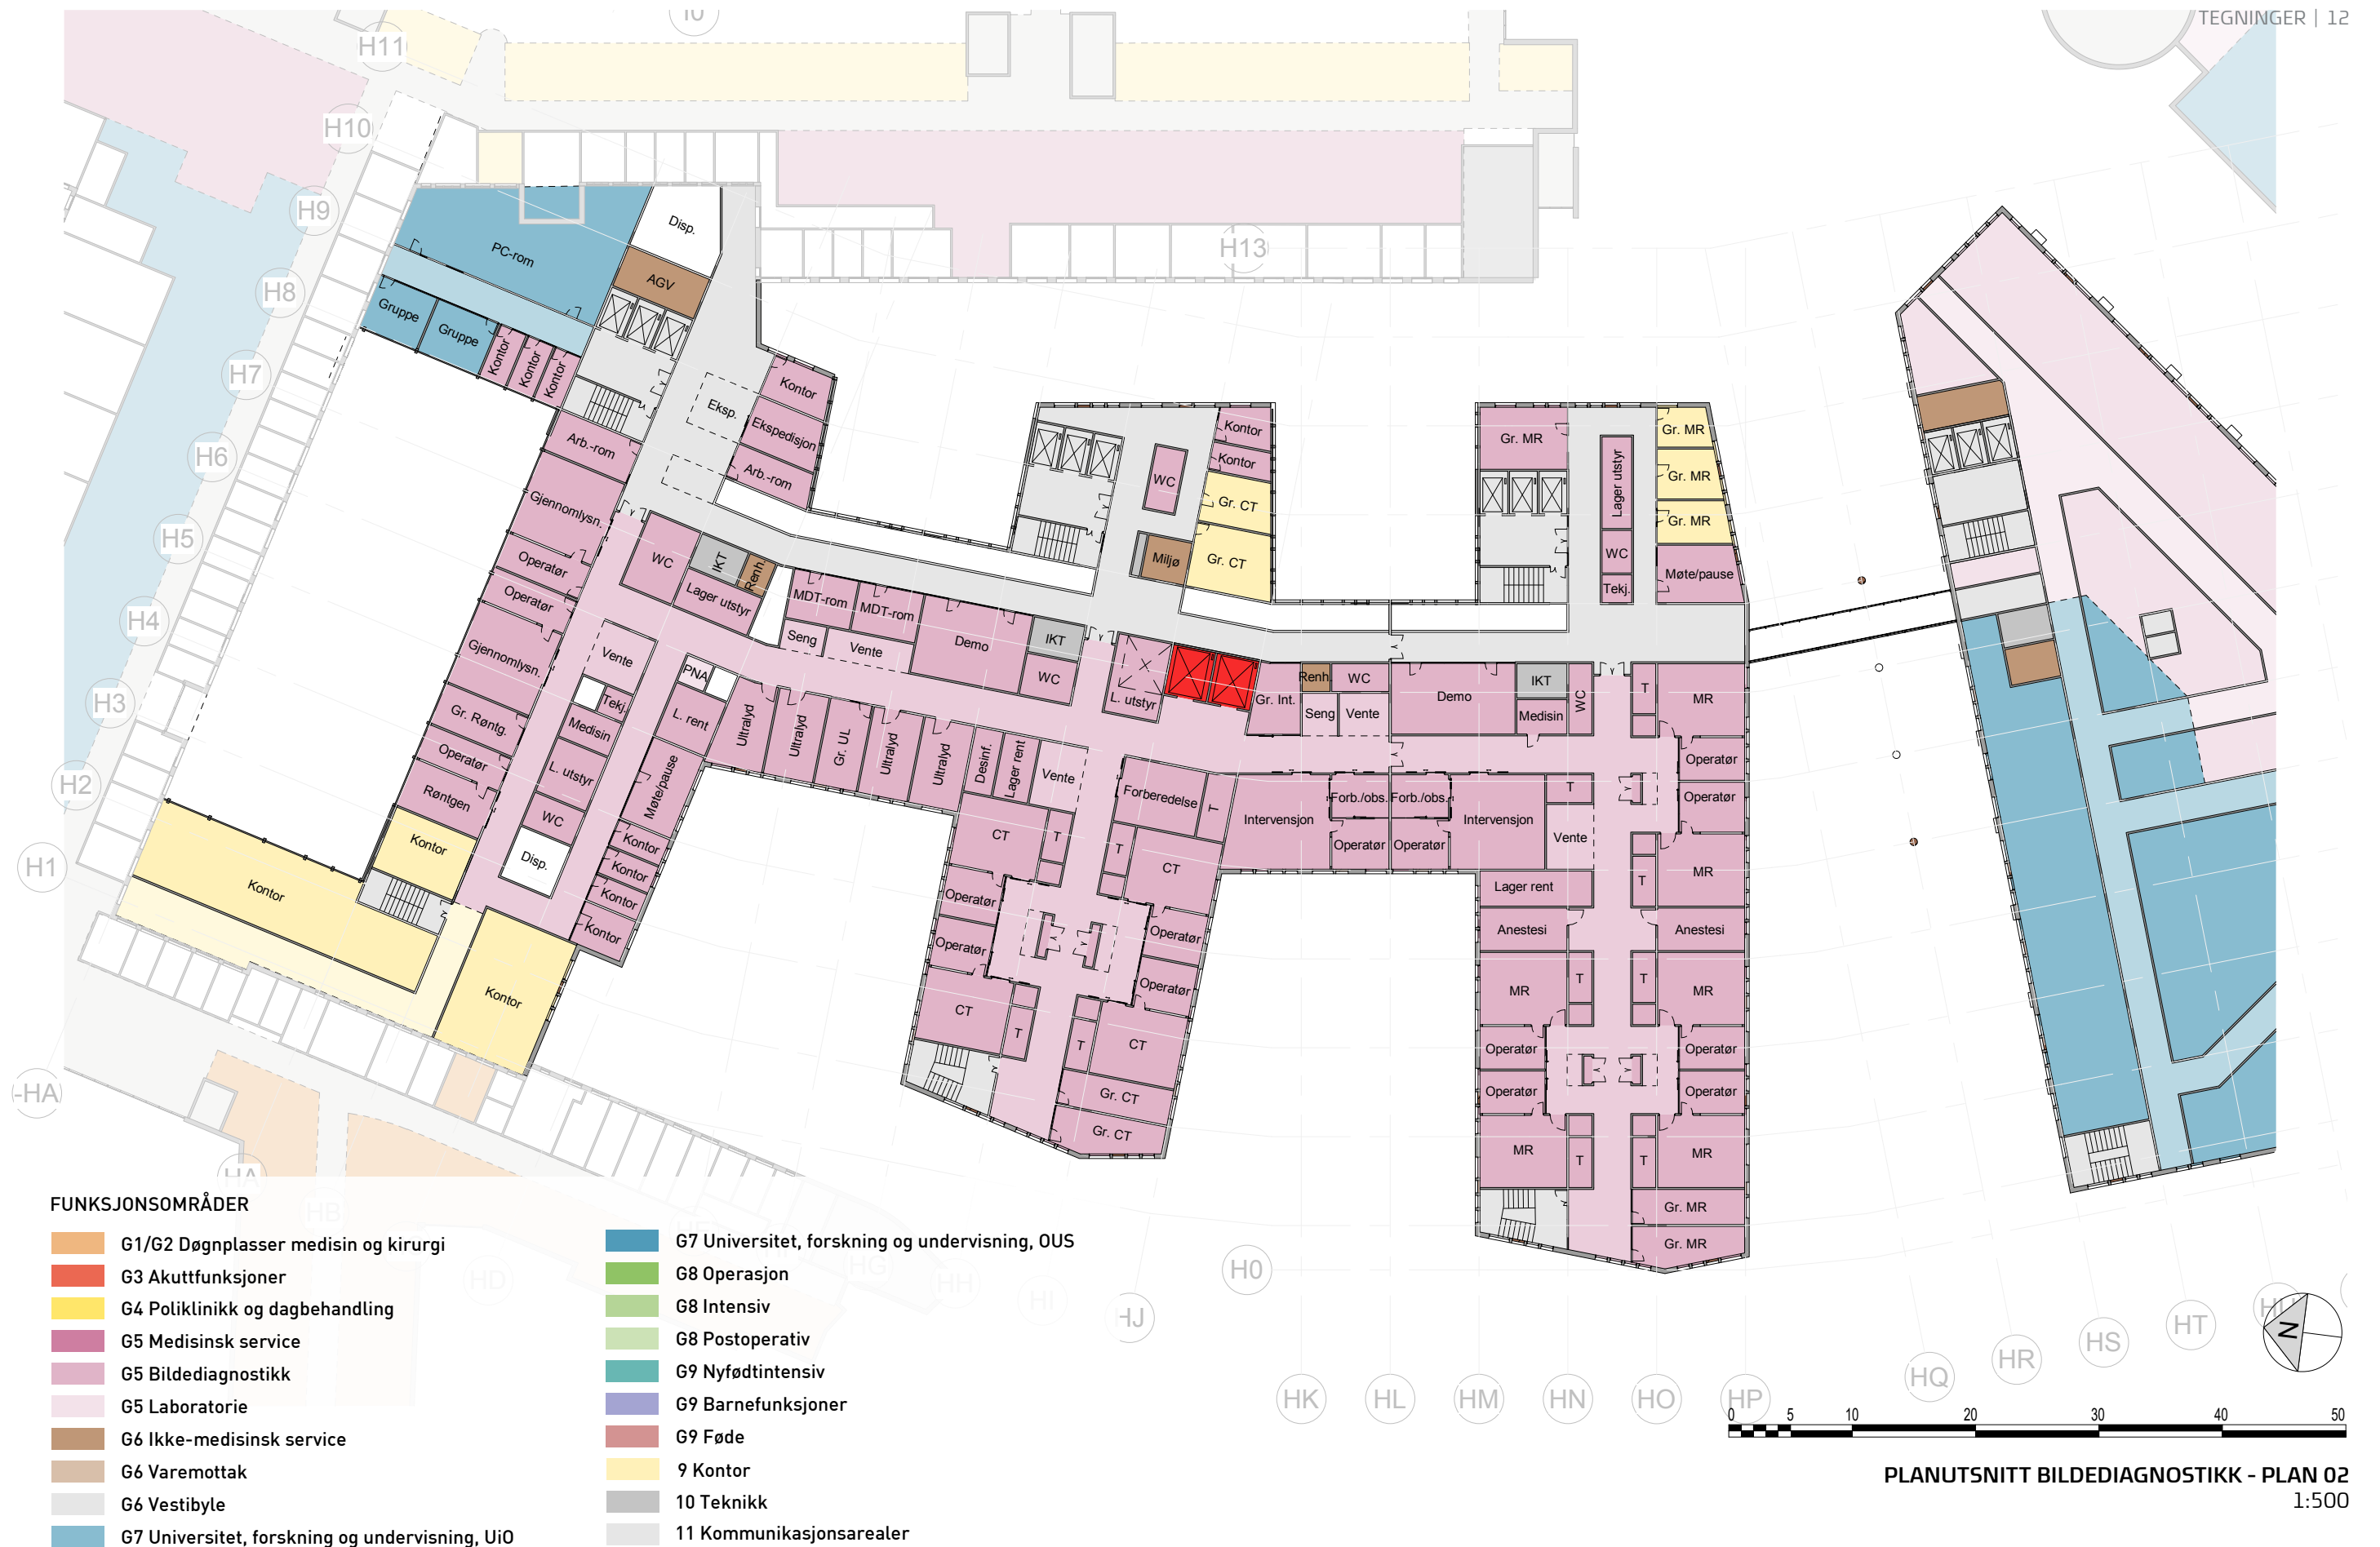 TEGNINGER | 12
H11
H10
H9
H13
H8
H7
H6
H5
H4
H3
H2
H1
-HA
HA
HB
HD
HG
HH
HI
HJ
H0
HK
HL
HM
HN
HO
HP
HQ
HR
HS
HT
HU
PC-rom
Disp.
AGV
Gruppe
Gruppe
Kontor
Kontor
Kontor
Eksp.
Kontor
Ekspedisjon
Arb.-rom
Arb.-rom
Gjennomlysn.
Operatør
Operatør
Gjennomlysn.
Gr. Røntg.
Operatør
Røntgen
Kontor
Kontor
Kontor
WC
IKT
Renh.
Lager utstyr
Vente
Tekj.
Medisin
L. utstyr
WC
Disp.
PNA
L. rent
Møte/pause
Kontor
Kontor
Kontor
Kontor
MDT-rom
MDT-rom
Seng
Vente
Demo
IKT
WC
Ultralyd
Ultralyd
Gr. UL
Ultralyd
Ultralyd
Desinf.
Lager rent
Vente
WC
Kontor
Kontor
Gr. CT
Gr. CT
Miljø
L. utstyr
Gr. Int.
Renh.
WC
Seng
Vente
Demo
IKT
Medisin
WC
T
MR
Forberedelse
T
CT
T
T
CT
Operatør
Operatør
Operatør
Operatør
CT
T
T
CT
Gr. CT
Gr. CT
Intervensjon
Forb./obs.
Forb./obs.
Intervensjon
Operatør
Operatør
T
Vente
Operatør
Operatør
MR
T
Lager rent
Anestesi
Anestesi
MR
T
T
MR
Operatør
Operatør
Operatør
Operatør
MR
T
T
MR
Gr. MR
Gr. MR
Gr. MR
Lager utstyr
WC
Tekj.
Gr. MR
Gr. MR
Gr. MR
Møte/pause
FUNKSJONSOMRÅDER
G1/G2 Døgnplasser medisin og kirurgi
G3 Akuttfunksjoner
G4 Poliklinikk og dagbehandling
G5 Medisinsk service
G5 Bildediagnostikk
G5 Laboratorie
G6 Ikke-medisinsk service
G6 Varemottak
G6 Vestibyle
G7 Universitet, forskning og undervisning, UiO
G7 Universitet, forskning og undervisning, OUS
G8 Operasjon
G8 Intensiv
G8 Postoperativ
G9 Nyfødtintensiv
G9 Barnefunksjoner
G9 Føde
9 Kontor
10 Teknikk
11 Kommunikasjonsarealer
N
0 5 10 20 30 40 50
PLANUTSNITT BILDEDIAGNOSTIKK - PLAN 02
1:500